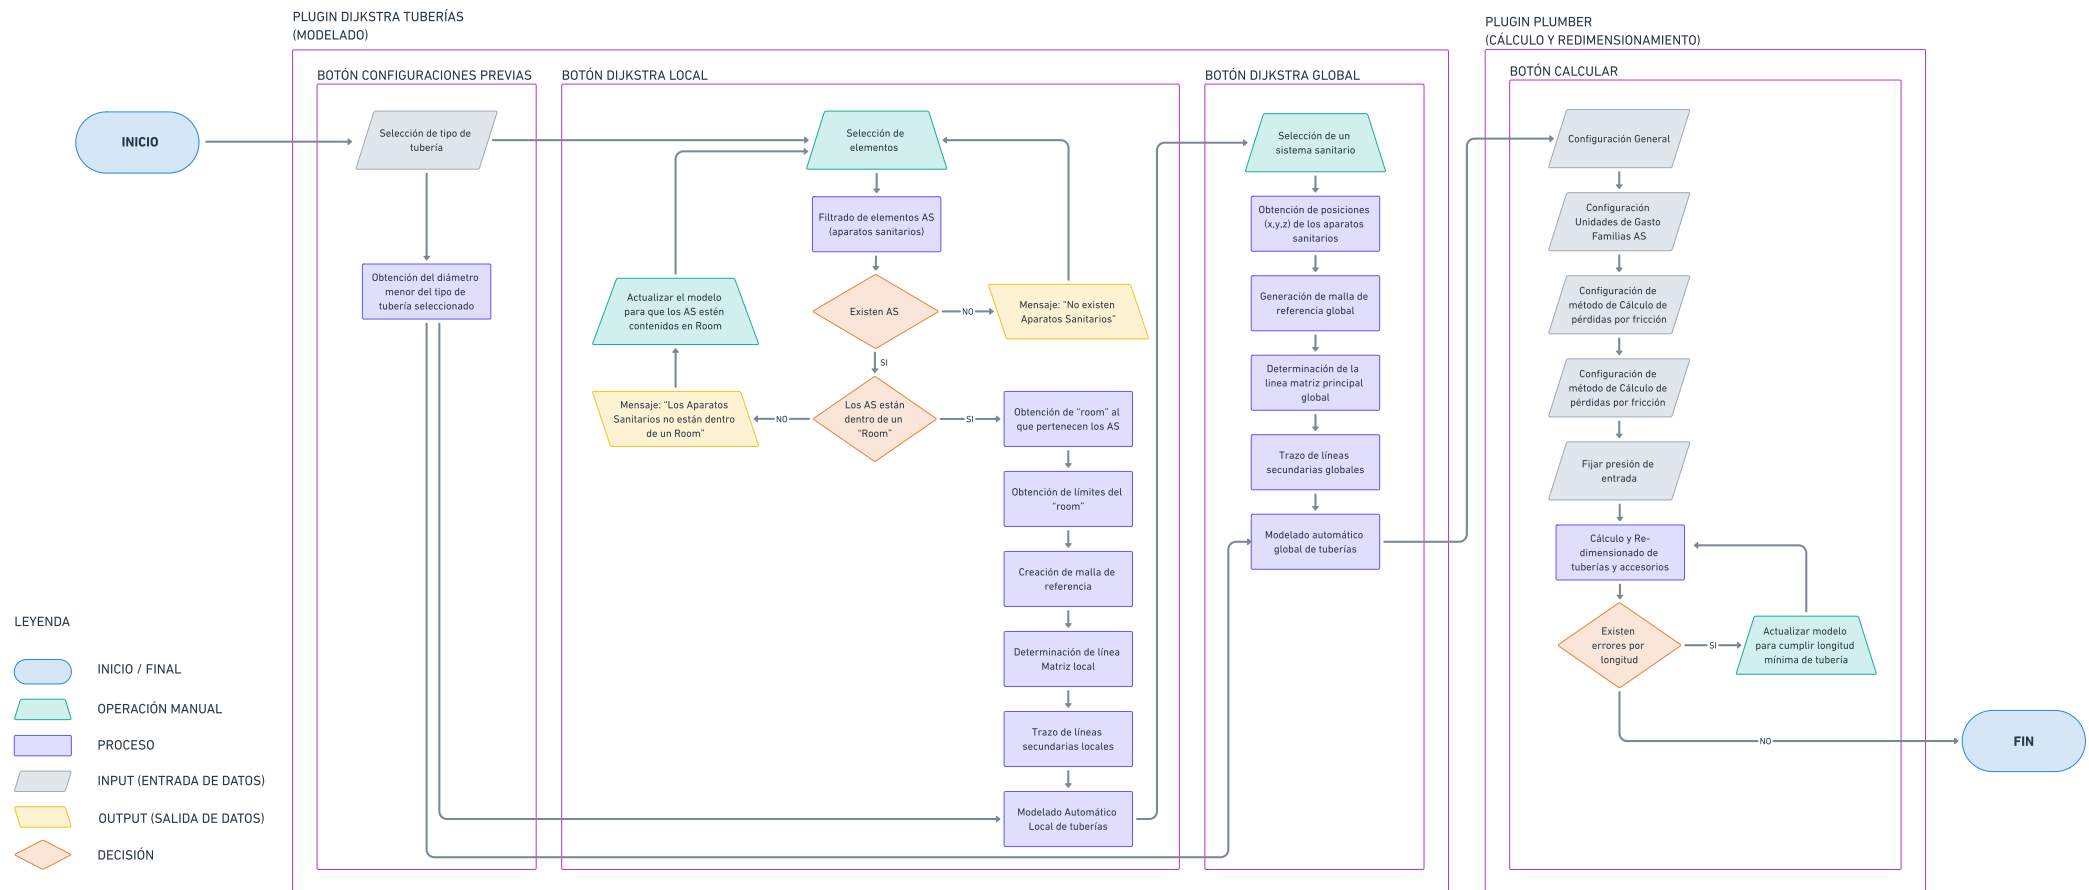 PLUGIN DIJKSTRA TUBERÍAS
(MODELADO)
PLUGIN PLUMBER
(CÁLCULO Y REDIMENSIONAMIENTO)
BOTÓN CONFIGURACIONES PREVIAS
BOTÓN DIJKSTRA LOCAL
BOTÓN DIJKSTRA GLOBAL
BOTÓN CALCULAR
INICIO
Selección de tipo de
tubería
Obtención del diámetro
menor del tipo de
tubería seleccionado
Selección de
elementos
Filtrado de elementos AS
(aparatos sanitarios)
Existen AS
NO
Mensaje: "No existen
Aparatos Sanitarios"
SI
Los AS están
dentro de un
"Room"
NO
Mensaje: "Los Aparatos
Sanitarios no están dentro
de un Room"
Actualizar el modelo
para que los AS estén
contenidos en Room
SI
Obtención de "room" al
que pertenecen los AS
Obtención de límites del
"room"
Creación de malla de
referencia
Determinación de línea
Matriz local
Trazo de líneas
secundarias locales
Modelado Automático
Local de tuberías
Selección de un
sistema sanitario
Obtención de posiciones
(x,y,z) de los aparatos
sanitarios
Generación de malla de
referencia global
Determinación de la
linea matriz principal
global
Trazo de líneas
secundarias globales
Modelado automático
global de tuberías
Configuración General
Configuración
Unidades de Gasto
Familias AS
Configuración de
método de Cálculo de
pérdidas por fricción
Configuración de
método de Cálculo de
pérdidas por fricción
Fijar presión de
entrada
Cálculo y Re-
dimensionado de
tuberías y accesorios
Existen
errores por
longitud
SI
Actualizar modelo
para cumplir longitud
mínima de tubería
NO
FIN
LEYENDA
INICIO / FINAL
OPERACIÓN MANUAL
PROCESO
INPUT (ENTRADA DE DATOS)
OUTPUT (SALIDA DE DATOS)
DECISIÓN